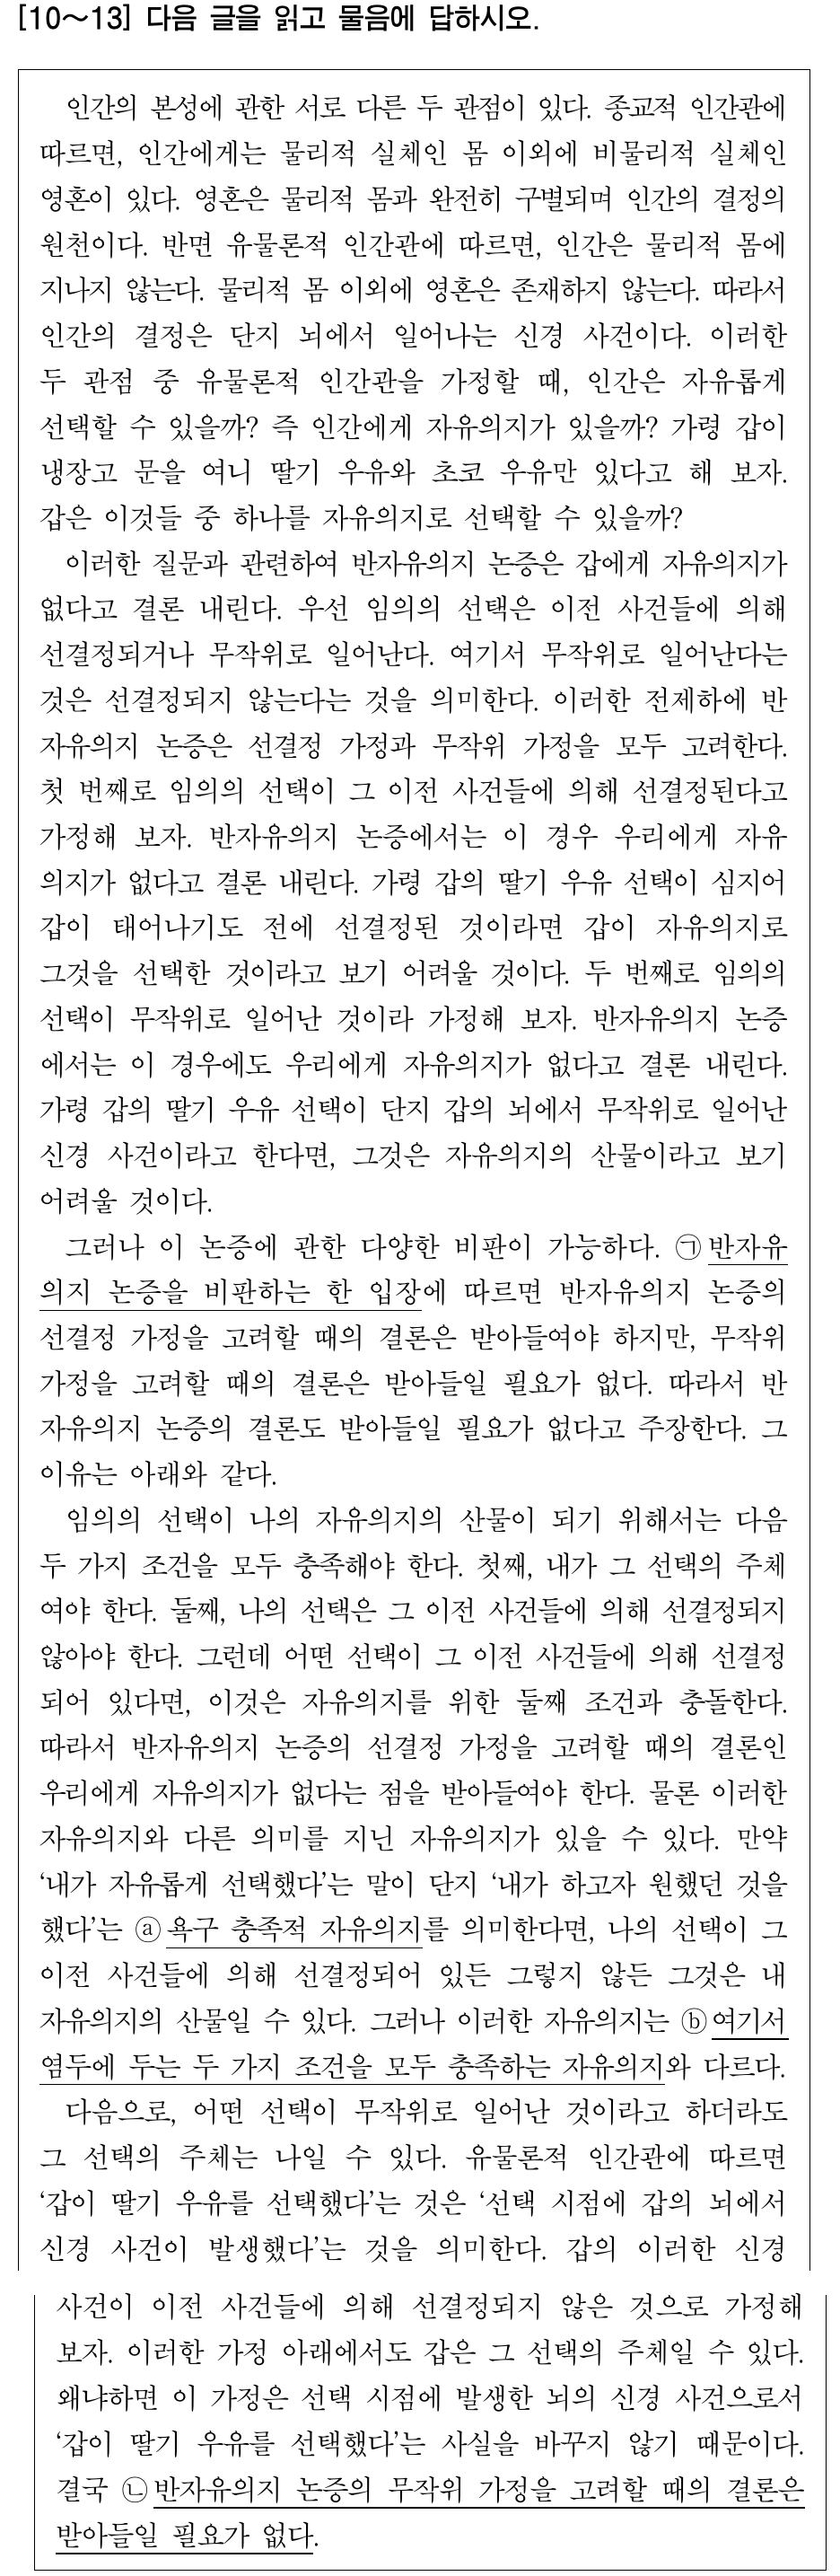 [10～13] 다음 글을 읽고 물음에 답하시오.
인간의 본성에 관한 서로 다른 두 관점이 있다. 종교적 인간관에
따르면, 인간에게는 물리적 실체인 몸 이외에 비물리적 실체인
영혼이 있다. 영혼은 물리적 몸과 완전히 구별되며 인간의 결정의
원천이다. 반면 유물론적 인간관에 따르면, 인간은 물리적 몸에
지나지 않는다. 물리적 몸 이외에 영혼은 존재하지 않는다. 따라서
인간의 결정은 단지 뇌에서 일어나는 신경 사건이다. 이러한
두 관점 중 유물론적 인간관을 가정할 때, 인간은 자유롭게
선택할 수 있을까? 즉 인간에게 자유의지가 있을까? 가령 갑이
냉장고 문을 여니 딸기 우유와 초코 우유만 있다고 해 보자.
갑은 이것들 중 하나를 자유의지로 선택할 수 있을까?
이러한 질문과 관련하여 반자유의지 논증은 갑에게 자유의지가
없다고 결론 내린다. 우선 임의의 선택은 이전 사건들에 의해
선결정되거나 무작위로 일어난다. 여기서 무작위로 일어난다는
것은 선결정되지 않는다는 것을 의미한다. 이러한 전제하에 반
자유의지 논증은 선결정 가정과 무작위 가정을 모두 고려한다.
첫 번째로 임의의 선택이 그 이전 사건들에 의해 선결정된다고
가정해 보자. 반자유의지 논증에서는 이 경우 우리에게 자유
의지가 없다고 결론 내린다. 가령 갑의 딸기 우유 선택이 심지어
갑이 태어나기도 전에 선결정된 것이라면 갑이 자유의지로
그것을 선택한 것이라고 보기 어려울 것이다. 두 번째로 임의의
선택이 무작위로 일어난 것이라 가정해 보자. 반자유의지 논증
에서는 이 경우에도 우리에게 자유의지가 없다고 결론 내린다.
가령 갑의 딸기 우유 선택이 단지 갑의 뇌에서 무작위로 일어난
신경 사건이라고 한다면, 그것은 자유의지의 산물이라고 보기
어려울 것이다.
그러나 이 논증에 관한 다양한 비판이 가능하다. ㉠반자유
의지 논증을 비판하는 한 입장에 따르면 반자유의지 논증의
선결정 가정을 고려할 때의 결론은 받아들여야 하지만, 무작위
가정을 고려할 때의 결론은 받아들일 필요가 없다. 따라서 반
자유의지 논증의 결론도 받아들일 필요가 없다고 주장한다. 그
이유는 아래와 같다.
임의의 선택이 나의 자유의지의 산물이 되기 위해서는 다음
두 가지 조건을 모두 충족해야 한다. 첫째, 내가 그 선택의 주체
여야 한다. 둘째, 나의 선택은 그 이전 사건들에 의해 선결정되지
않아야 한다. 그런데 어떤 선택이 그 이전 사건들에 의해 선결정
되어 있다면, 이것은 자유의지를 위한 둘째 조건과 충돌한다.
따라서 반자유의지 논증의 선결정 가정을 고려할 때의 결론인
우리에게 자유의지가 없다는 점을 받아들여야 한다. 물론 이러한
자유의지와 다른 의미를 지닌 자유의지가 있을 수 있다. 만약
‘내가 자유롭게 선택했다’는 말이 단지 ‘내가 하고자 원했던 것을
했다’는 ⓐ욕구 충족적 자유의지를 의미한다면, 나의 선택이 그
이전 사건들에 의해 선결정되어 있든 그렇지 않든 그것은 내
자유의지의 산물일 수 있다. 그러나 이러한 자유의지는 ⓑ여기서
염두에 두는 두 가지 조건을 모두 충족하는 자유의지와 다르다.
다음으로, 어떤 선택이 무작위로 일어난 것이라고 하더라도
그 선택의 주체는 나일 수 있다. 유물론적 인간관에 따르면
‘갑이 딸기 우유를 선택했다’는 것은 ‘선택 시점에 갑의 뇌에서
신경 사건이 발생했다’는 것을 의미한다. 갑의 이러한 신경
사건이 이전 사건들에 의해 선결정되지 않은 것으로 가정해
보자. 이러한 가정 아래에서도 갑은 그 선택의 주체일 수 있다.
왜냐하면 이 가정은 선택 시점에 발생한 뇌의 신경 사건으로서
‘갑이 딸기 우유를 선택했다’는 사실을 바꾸지 않기 때문이다.
결국 ㉡반자유의지 논증의 무작위 가정을 고려할 때의 결론은
받아들일 필요가 없다.